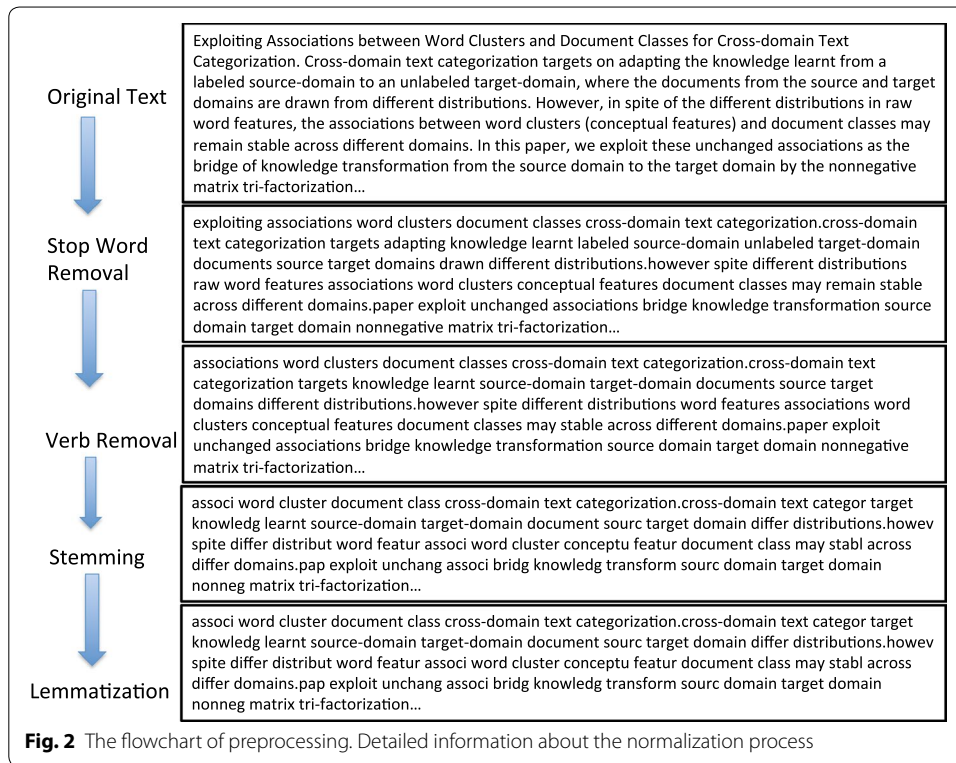 Original Text
Exploiting Associations between Word Clusters and Document Classes for Cross-domain Text
Categorization. Cross-domain text categorization targets on adapting the knowledge learnt from a
labeled source-domain to an unlabeled target-domain, where the documents from the source and target
domains are drawn from different distributions. However, in spite of the different distributions in raw
word features, the associations between word clusters (conceptual features) and document classes may
remain stable across different domains. In this paper, we exploit these unchanged associations as the
bridge of knowledge transformation from the source domain to the target domain by the nonnegative
matrix tri-factorization...
Stop Word
Removal
exploiting associations word clusters document classes cross-domain text categorization.cross-domain
text categorization targets adapting knowledge learnt labeled source-domain unlabeled target-domain
documents source target domains drawn different distributions.however spite different distributions
raw word features associations word clusters conceptual features document classes may remain stable
across different domains.paper exploit unchanged associations bridge knowledge transformation source
domain target domain nonnegative matrix tri-factorization...
Verb Removal
associations word clusters document classes cross-domain text categorization.cross-domain text
categorization targets knowledge learnt source-domain target-domain documents source target
domains different distributions.however spite different distributions word features associations word
clusters conceptual features document classes may stable across different domains.paper exploit
unchanged associations bridge knowledge transformation source domain target domain nonnegative
matrix tri-factorization...
Stemming
associ word cluster document class cross-domain text categorization.cross-domain text categor target
knowledg learnt source-domain target-domain document sourc target domain differ distributions.howev
spite differ distribut word featur associ word cluster conceptu featur document class may stabl across
differ domains.pap exploit unchang associ bridg knowledg transform sourc domain target domain
nonneg matrix tri-factorization...
Lemmatization
associ word cluster document class cross-domain text categorization.cross-domain text categor target
knowledg learnt source-domain target-domain document sourc target domain differ distributions.howev
spite differ distribut word featur associ word cluster conceptu featur document class may stabl across
differ domains.pap exploit unchang associ bridg knowledg transform sourc domain target domain
nonneg matrix tri-factorization...
Fig. 2 The flowchart of preprocessing. Detailed information about the normalization process